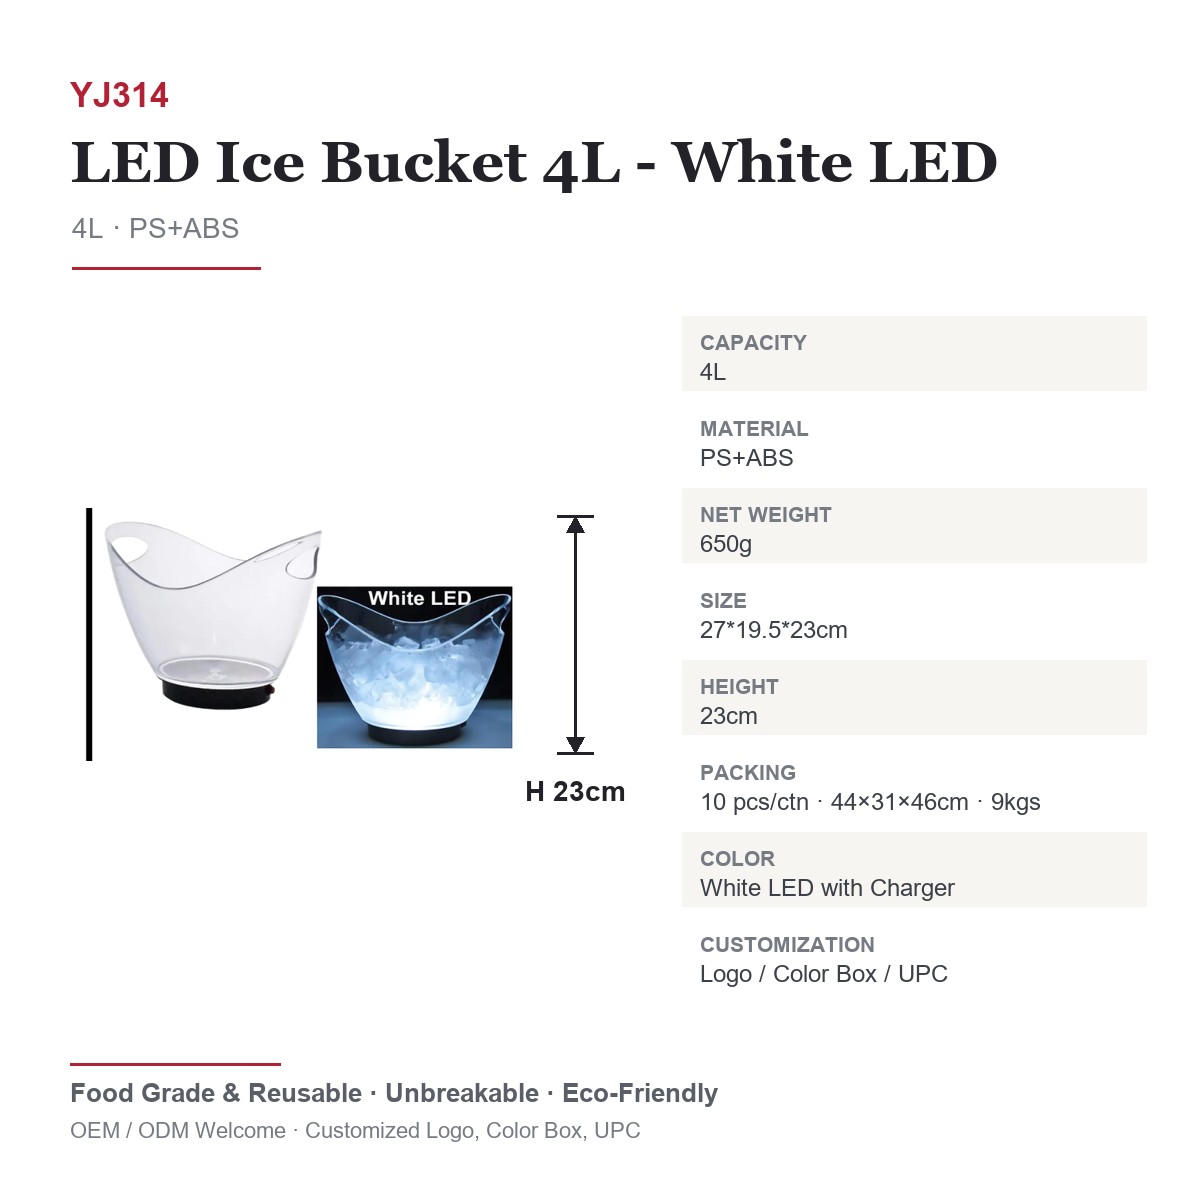 YJ314
LED Ice Bucket 4L - White LED
4L · PS+ABS
White LED
H 23cm
CAPACITY
4L
MATERIAL
PS+ABS
NET WEIGHT
650g
SIZE
27*19.5*23cm
HEIGHT
23cm
PACKING
10 pcs/ctn · 44×31×46cm · 9kgs
COLOR
White LED with Charger
CUSTOMIZATION
Logo / Color Box / UPC
Food Grade & Reusable · Unbreakable · Eco-Friendly
OEM / ODM Welcome · Customized Logo, Color Box, UPC